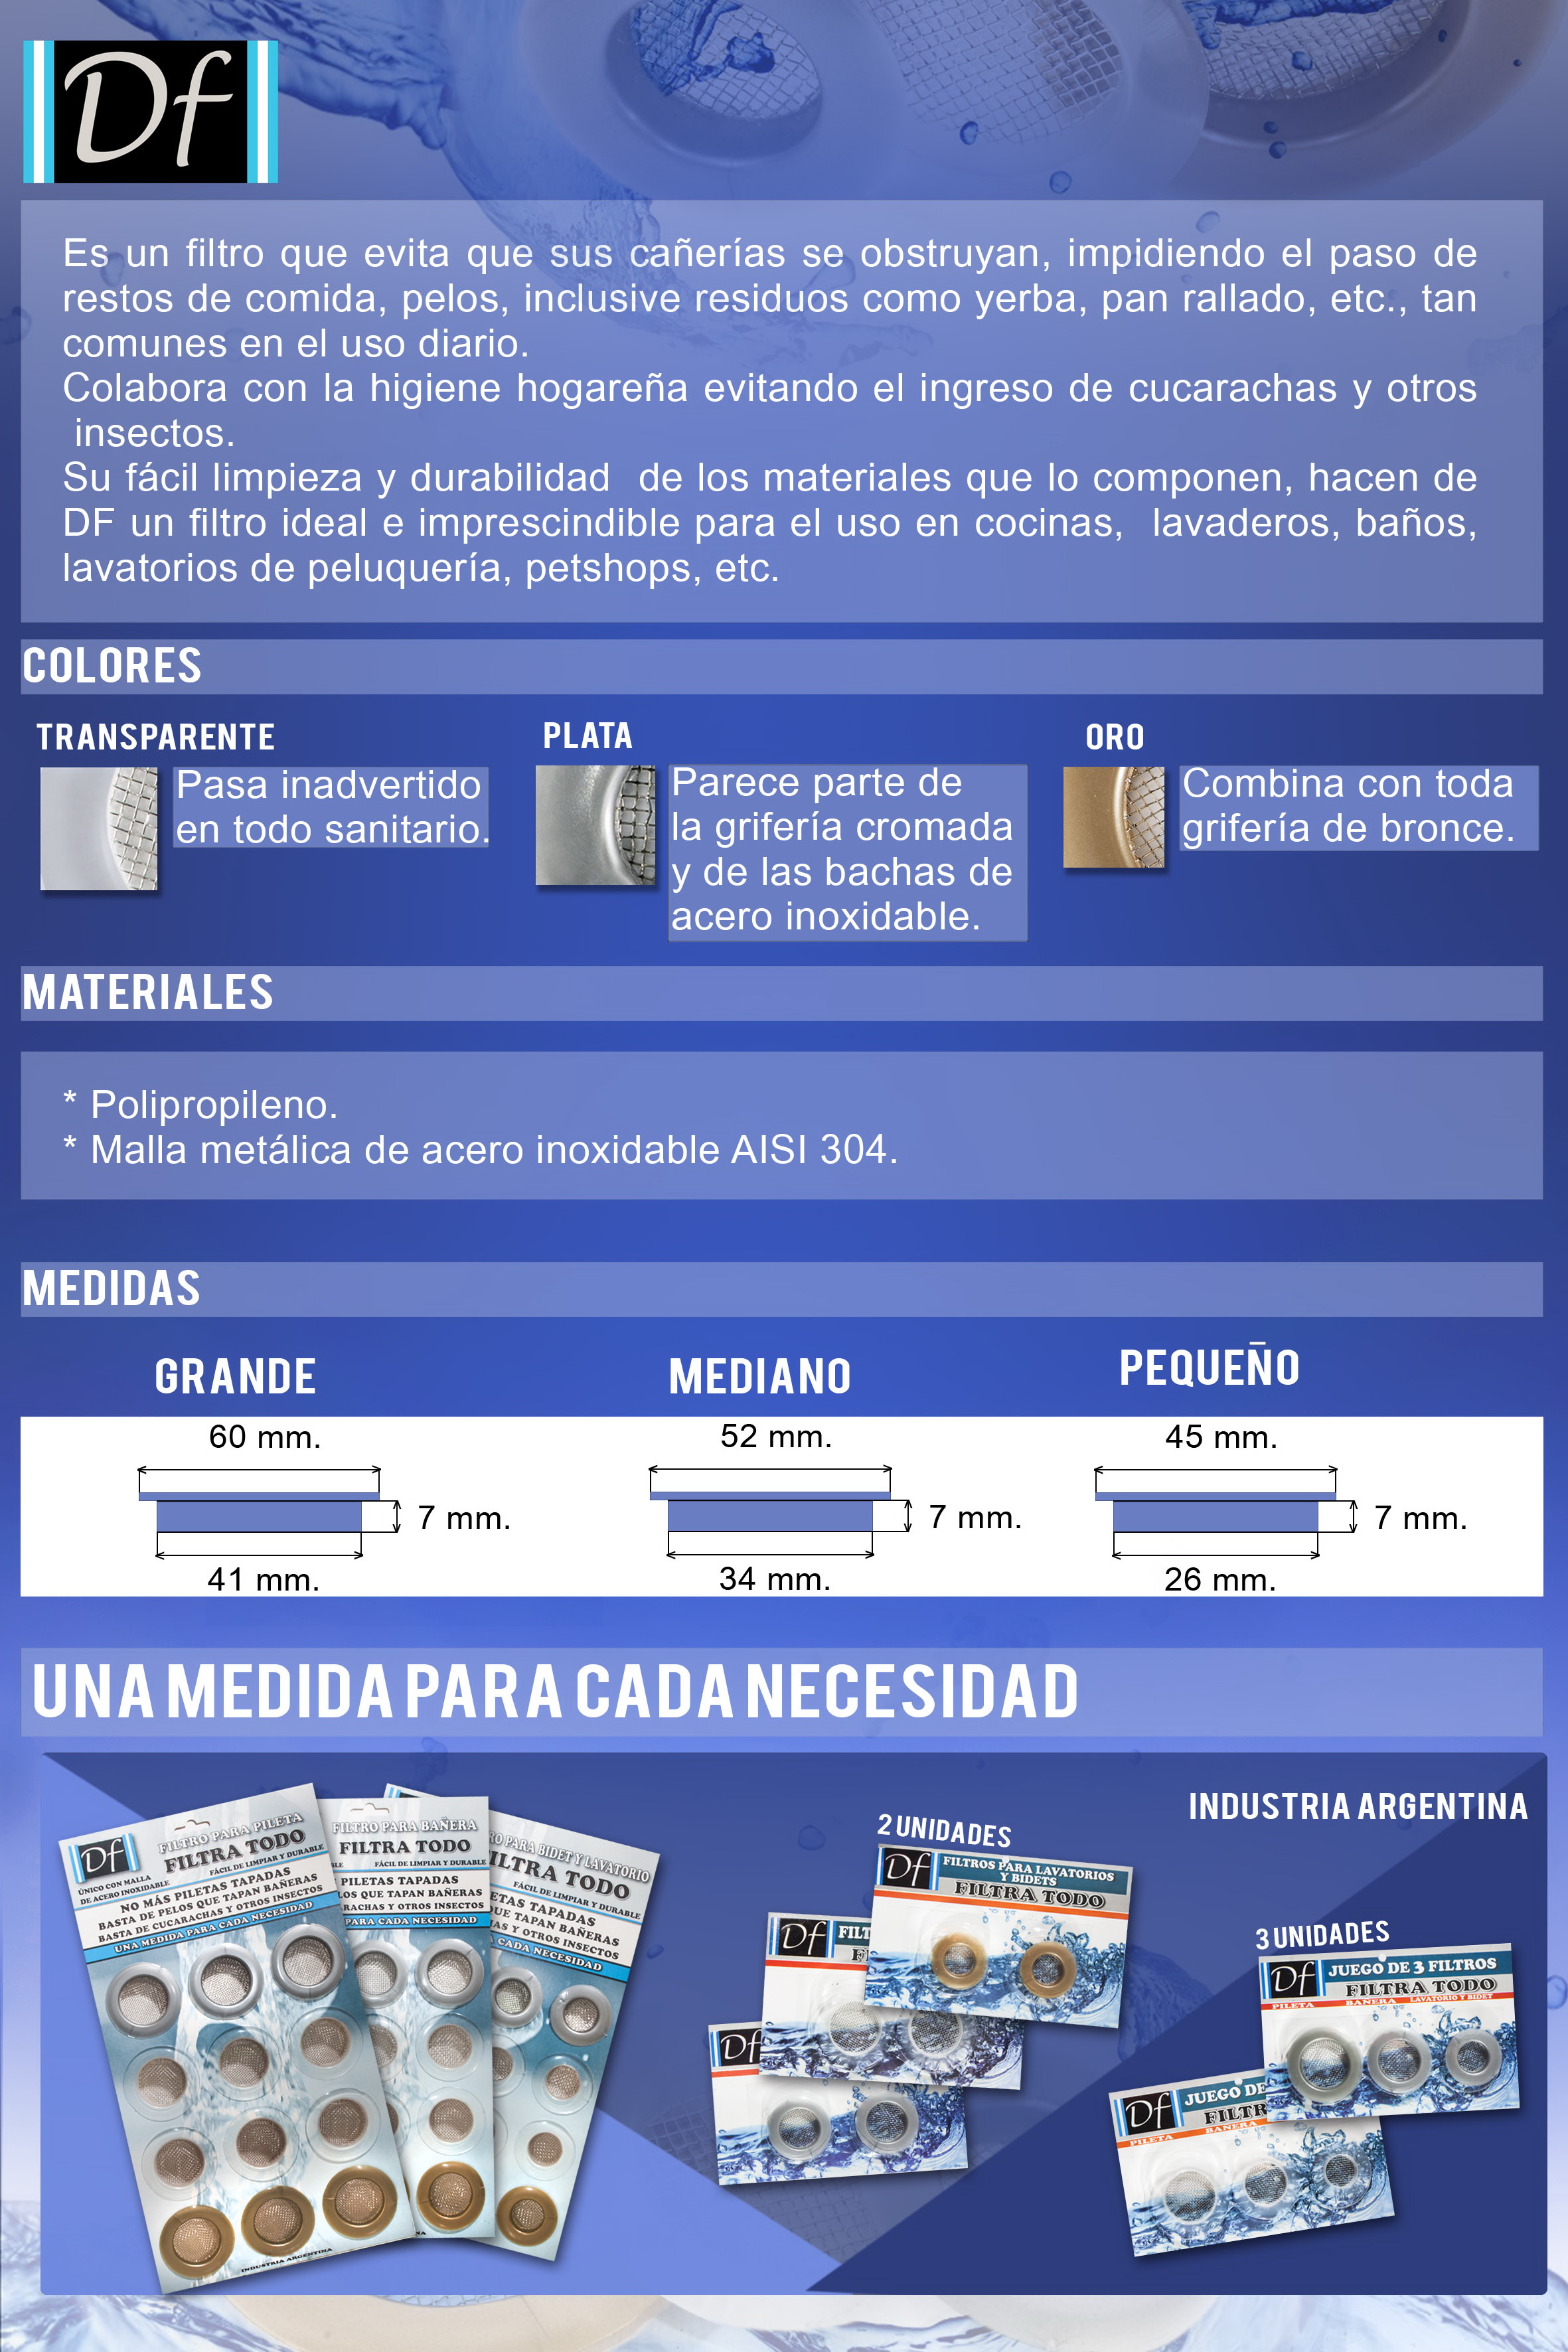 Df
Es un filtro que evita que sus cañerías se obstruyan, impidiendo el paso de
restos de comida, pelos, inclusive residuos como yerba, pan rallado, etc., tan
comunes en el uso diario.
Colabora con la higiene hogareña evitando el ingreso de cucarachas y otros
insectos.
Su fácil limpieza y durabilidad de los materiales que lo componen, hacen de
DF un filtro ideal e imprescindible para el uso en cocinas, lavaderos, baños,
lavatorios de peluquería, petshops, etc.
COLORES
TRANSPARENTE
Pasa inadvertido
en todo sanitario.
PLATA
Parece parte de
la grifería cromada
y de las bachas de
acero inoxidable.
ORO
Combina con toda
grifería de bronce.
MATERIALES
* Polipropileno.
* Malla metálica de acero inoxidable AISI 304.
MEDIDAS
GRANDE
60 mm.
7 mm.
41 mm.
MEDIANO
52 mm.
7 mm.
34 mm.
PEQUEÑO
45 mm.
7 mm.
26 mm.
UNA MEDIDA PARA CADA NECESIDAD
INDUSTRIA ARGENTINA
Df
FILTRO PARA PILETA
FILTRA TODO
FÁCIL DE LIMPIAR Y DURABLE
ÚNICO CON MALLA
DE ACERO INOXIDABLE
NO MÁS PILETAS TAPADAS
BASTA DE PELOS QUE TAPAN BAÑERAS
BASTA DE CUCARACHAS Y OTROS INSECTOS
UNA MEDIDA PARA CADA NECESIDAD
INDUSTRIA ARGENTINA
FILTRO PARA BAÑERA
FILTRA TODO
FÁCIL DE LIMPIAR Y DURABLE
PILETAS TAPADAS
LOS QUE TAPAN BAÑERAS
RACHAS Y OTROS INSECTOS
PARA CADA NECESIDAD
RO PARA BIDET Y LAVATORIO
ILTRA TODO
FÁCIL DE LIMPIAR Y DURABLE
ETAS TAPADAS
UE TAPAN BAÑERAS
AS Y OTROS INSECTOS
CADA NECESIDAD
2 UNIDADES
Df
FILTROS PARA LAVATORIOS
Y BIDETS
FILTRA TODO
Df
FILT
F
Df
3 UNIDADES
Df
JUEGO DE 3 FILTROS
FILTRA TODO
PILETA BAÑERA LAVATORIO Y BIDET
Df
JUEGO DE
FILTR
PILETA BAÑERA